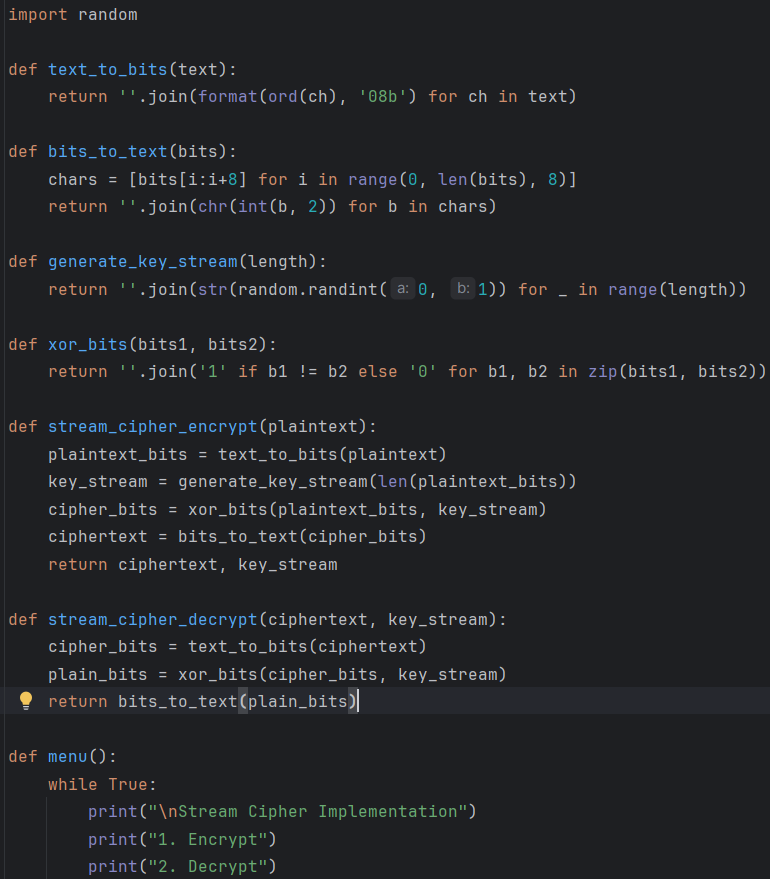 import random
def text_to_bits(text):
    return ''.join(format(ord(ch), '08b') for ch in text)
def bits_to_text(bits):
    chars = [bits[i:i+8] for i in range(0, len(bits), 8)]
    return ''.join(chr(int(b, 2)) for b in chars)
def generate_key_stream(length):
    return ''.join(str(random.randint( a: 0, b: 1)) for _ in range(length))
def xor_bits(bits1, bits2):
    return ''.join('1' if b1 != b2 else '0' for b1, b2 in zip(bits1, bits2))
def stream_cipher_encrypt(plaintext):
    plaintext_bits = text_to_bits(plaintext)
    key_stream = generate_key_stream(len(plaintext_bits))
    cipher_bits = xor_bits(plaintext_bits, key_stream)
    ciphertext = bits_to_text(cipher_bits)
    return ciphertext, key_stream
def stream_cipher_decrypt(ciphertext, key_stream):
    cipher_bits = text_to_bits(ciphertext)
    plain_bits = xor_bits(cipher_bits, key_stream)
    return bits_to_text(plain_bits)
def menu():
    while True:
        print("\nStream Cipher Implementation")
        print("1. Encrypt")
        print("2. Decrypt")